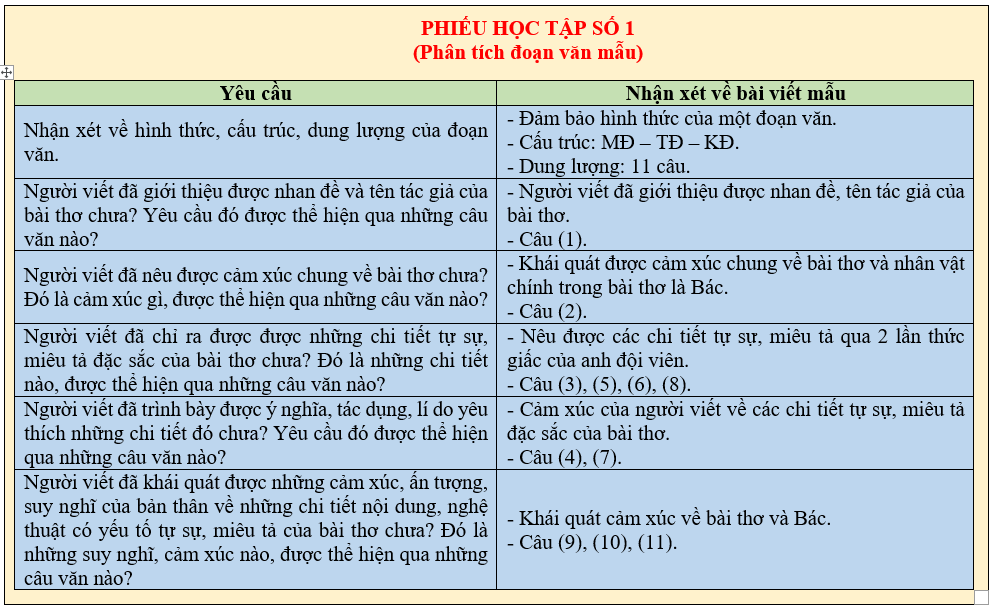 PHIẾU HỌC TẬP SỐ 1
(Phân tích đoạn văn mẫu)
Yêu cầu
Nhận xét về bài viết mẫu
Nhận xét về hình thức, cấu trúc, dung lượng của đoạn
văn.
- Đảm bảo hình thức của một đoạn văn.
- Cấu trúc: MĐ – TĐ – KĐ.
- Dung lượng: 11 câu.
Người viết đã giới thiệu được nhan đề và tên tác giả của
bài thơ chưa? Yêu cầu đó được thể hiện qua những câu
văn nào?
- Người viết đã giới thiệu được nhan đề, tên tác giả của
bài thơ.
- Câu (1).
Người viết đã nêu được cảm xúc chung về bài thơ chưa?
Đó là cảm xúc gì, được thể hiện qua những câu văn nào?
- Khái quát được cảm xúc chung về bài thơ và nhân vật
chính trong bài thơ là Bác.
- Câu (2).
Người viết đã chỉ ra được được những chi tiết tự sự,
miêu tả đặc sắc của bài thơ chưa? Đó là những chi tiết
nào, được thể hiện qua những câu văn nào?
- Nêu được các chi tiết tự sự, miêu tả qua 2 lần thức
giấc của anh đội viên.
- Câu (3), (5), (6), (8).
Người viết đã trình bày được ý nghĩa, tác dụng, lí do yêu
thích những chi tiết đó chưa? Yêu cầu đó được thể hiện
qua những câu văn nào?
- Cảm xúc của người viết về các chi tiết tự sự, miêu tả
đặc sắc của bài thơ.
- Câu (4), (7).
Người viết đã khái quát được những cảm xúc, ấn tượng,
suy nghĩ của bản thân về những chi tiết nội dung, nghệ
thuật có yếu tố tự sự, miêu tả của bài thơ chưa? Đó là
những suy nghĩ, cảm xúc nào, được thể hiện qua những
câu văn nào?
- Khái quát cảm xúc về bài thơ và Bác.
- Câu (9), (10), (11).